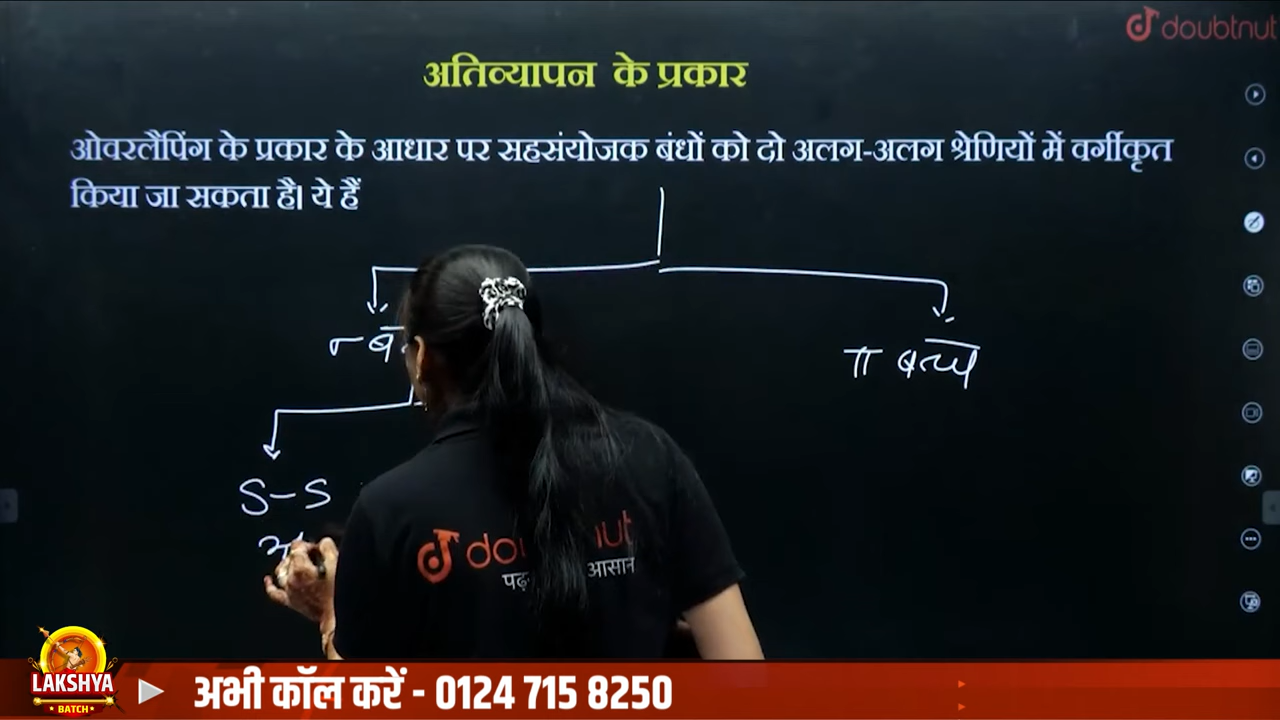 doubtnut
अतिव्यापन के प्रकार
ओवरलैपिंग के प्रकार के आधार पर सहसंयोजक बंधों को दो अलग-अलग श्रेणियों में वर्गीकृत
किया जा सकता है। ये हैं
π बन्ध
S-S
आसान
LAKSHYA
BATCH
अभी कॉल करें - 0124 715 8250